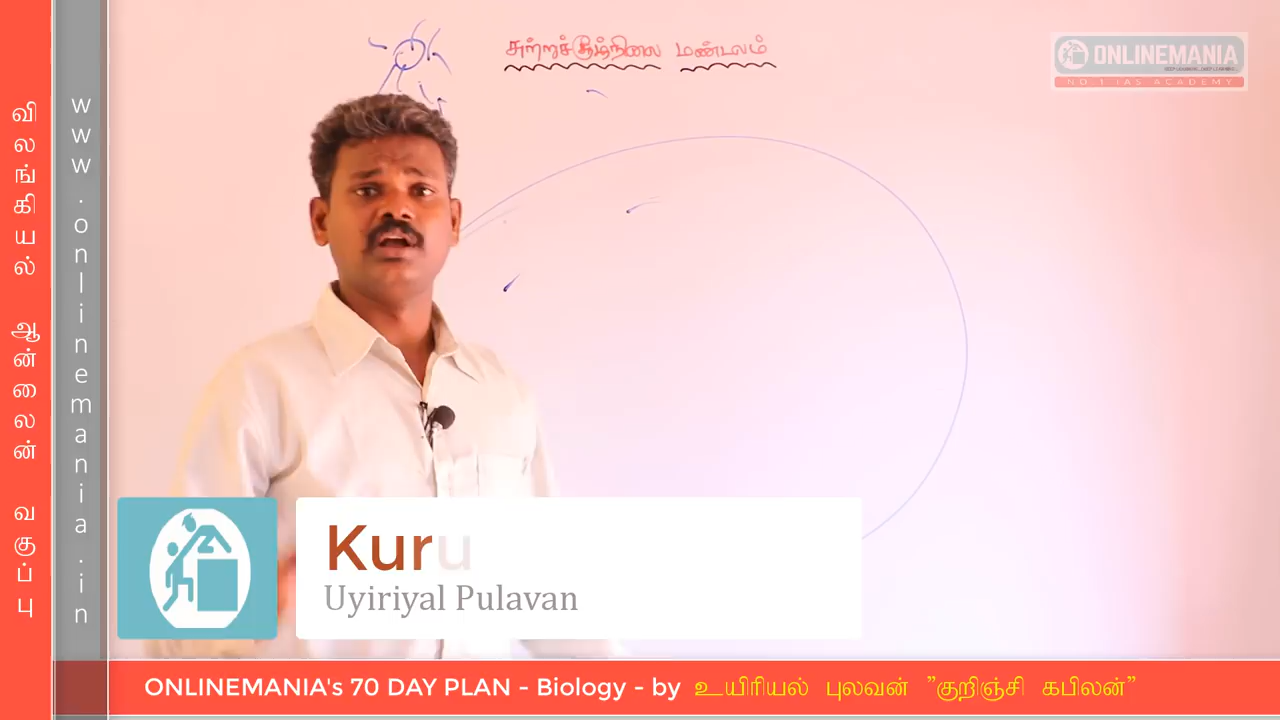 சுற்றுச்சூழ்நிலை மண்டலம்
ONLINEMANIA
NO.1 IAS ACADEMY
விலங்கியல் ஆன்லைன் வகுப்பு
www.onlinemania.in
Kuru
Uyiriyal Pulavan
ONLINEMANIA's 70 DAY PLAN - Biology - by உயிரியல் புலவன் "குறிஞ்சி கபிலன்"